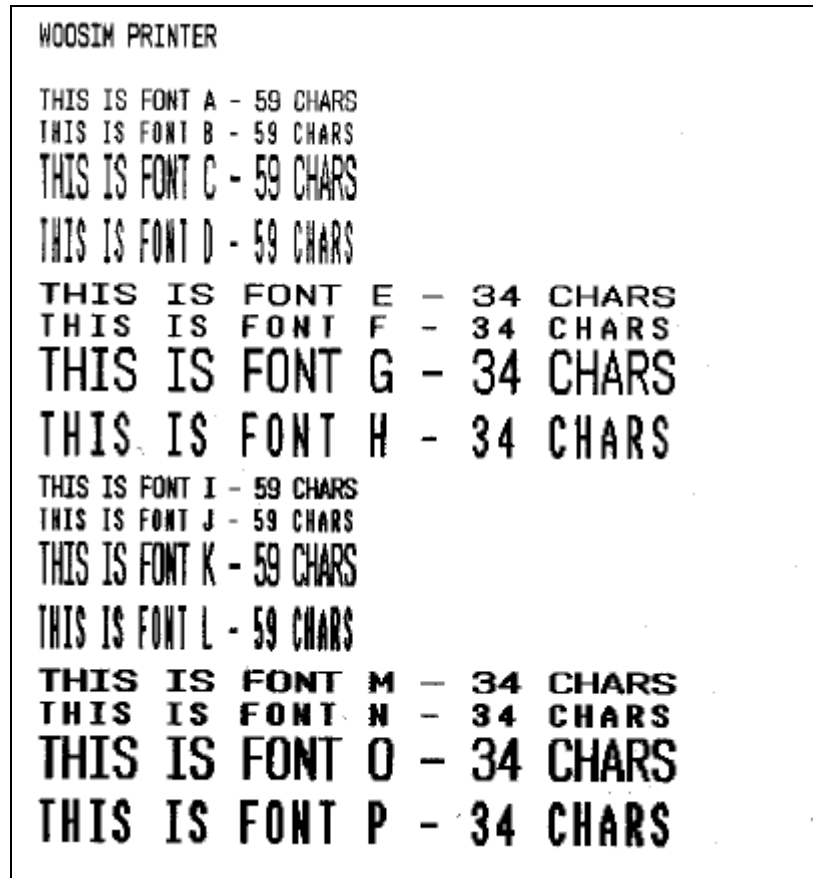 WOOSIM PRINTER
THIS IS FONT A - 59 CHARS
THIS IS FONT B - 59 CHARS
THIS IS FONT C - 59 CHARS
THIS IS FONT D - 59 CHARS
THIS IS FONT E - 34 CHARS
THIS IS FONT F - 34 CHARS
THIS IS FONT G - 34 CHARS
THIS IS FONT H - 34 CHARS
THIS IS FONT I - 59 CHARS
THIS IS FONT J - 59 CHARS
THIS IS FONT K - 59 CHARS
THIS IS FONT L - 59 CHARS
THIS IS FONT M - 34 CHARS
THIS IS FONT N - 34 CHARS
THIS IS FONT O - 34 CHARS
THIS IS FONT P - 34 CHARS